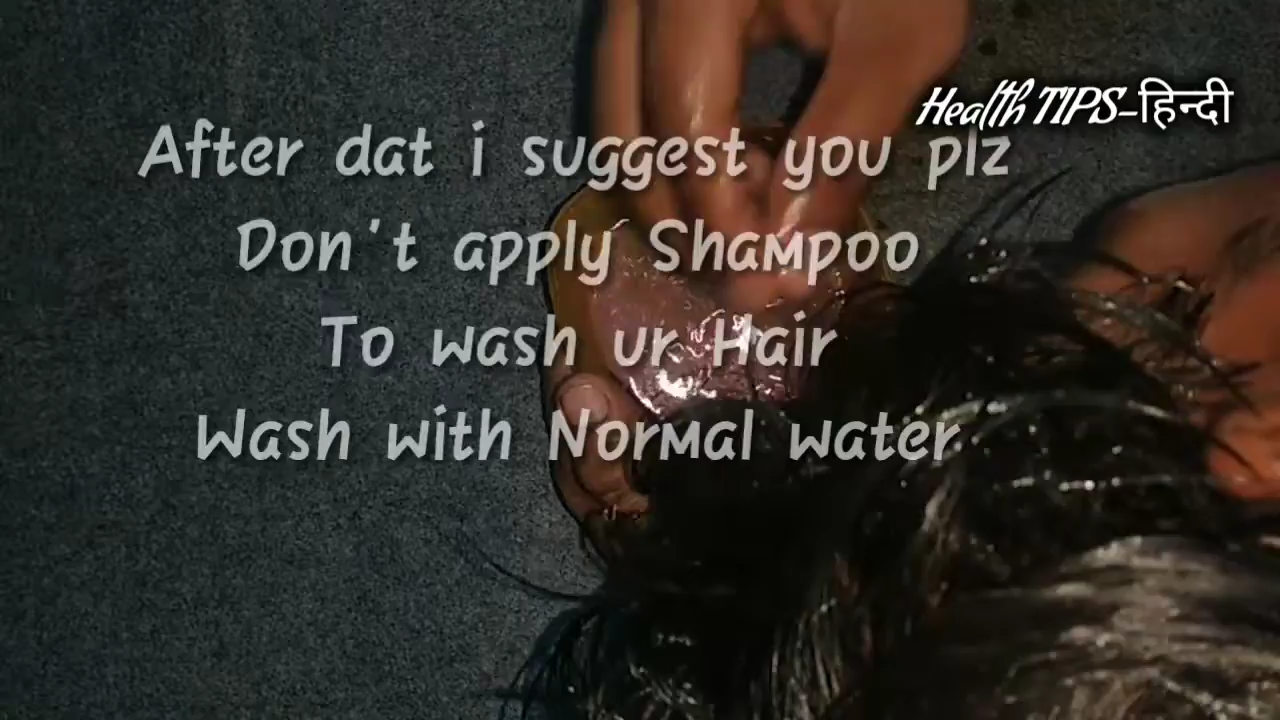 Health TIPS-हिन्दी
After dat i suggest you plz
Don't apply Shampoo
To wash ur Hair
Wash with Normal water